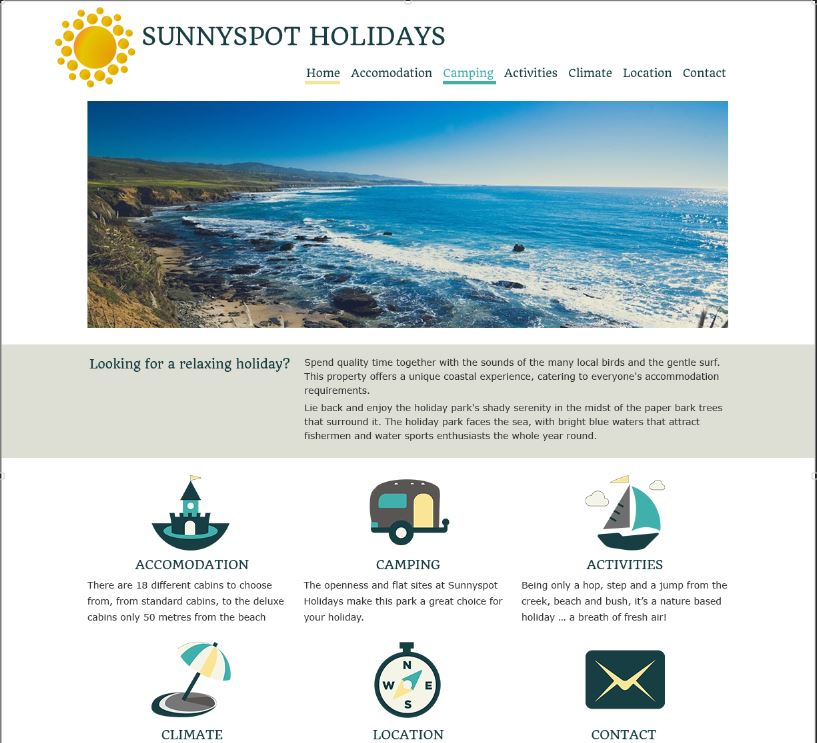 SUNNYSPOT HOLIDAYS
Home Accomodation Camping Activities Climate Location Contact
Looking for a relaxing holiday?
Spend quality time together with the sounds of the many local birds and the gentle surf.
This property offers a unique coastal experience, catering to everyone's accommodation
requirements.
Lie back and enjoy the holiday park's shady serenity in the midst of the paper bark trees
that surround it. The holiday park faces the sea, with bright blue waters that attract
fishermen and water sports enthusiasts the whole year round.
ACCOMODATION
There are 18 different cabins to choose
from, from standard cabins, to the deluxe
cabins only 50 metres from the beach
CAMPING
The openness and flat sites at Sunnyspot
Holidays make this park a great choice for
your holiday.
ACTIVITIES
Being only a hop, step and a jump from the
creek, beach and bush, it's a nature based
holiday ... a breath of fresh air!
CLIMATE
N
W E
S
LOCATION
CONTACT